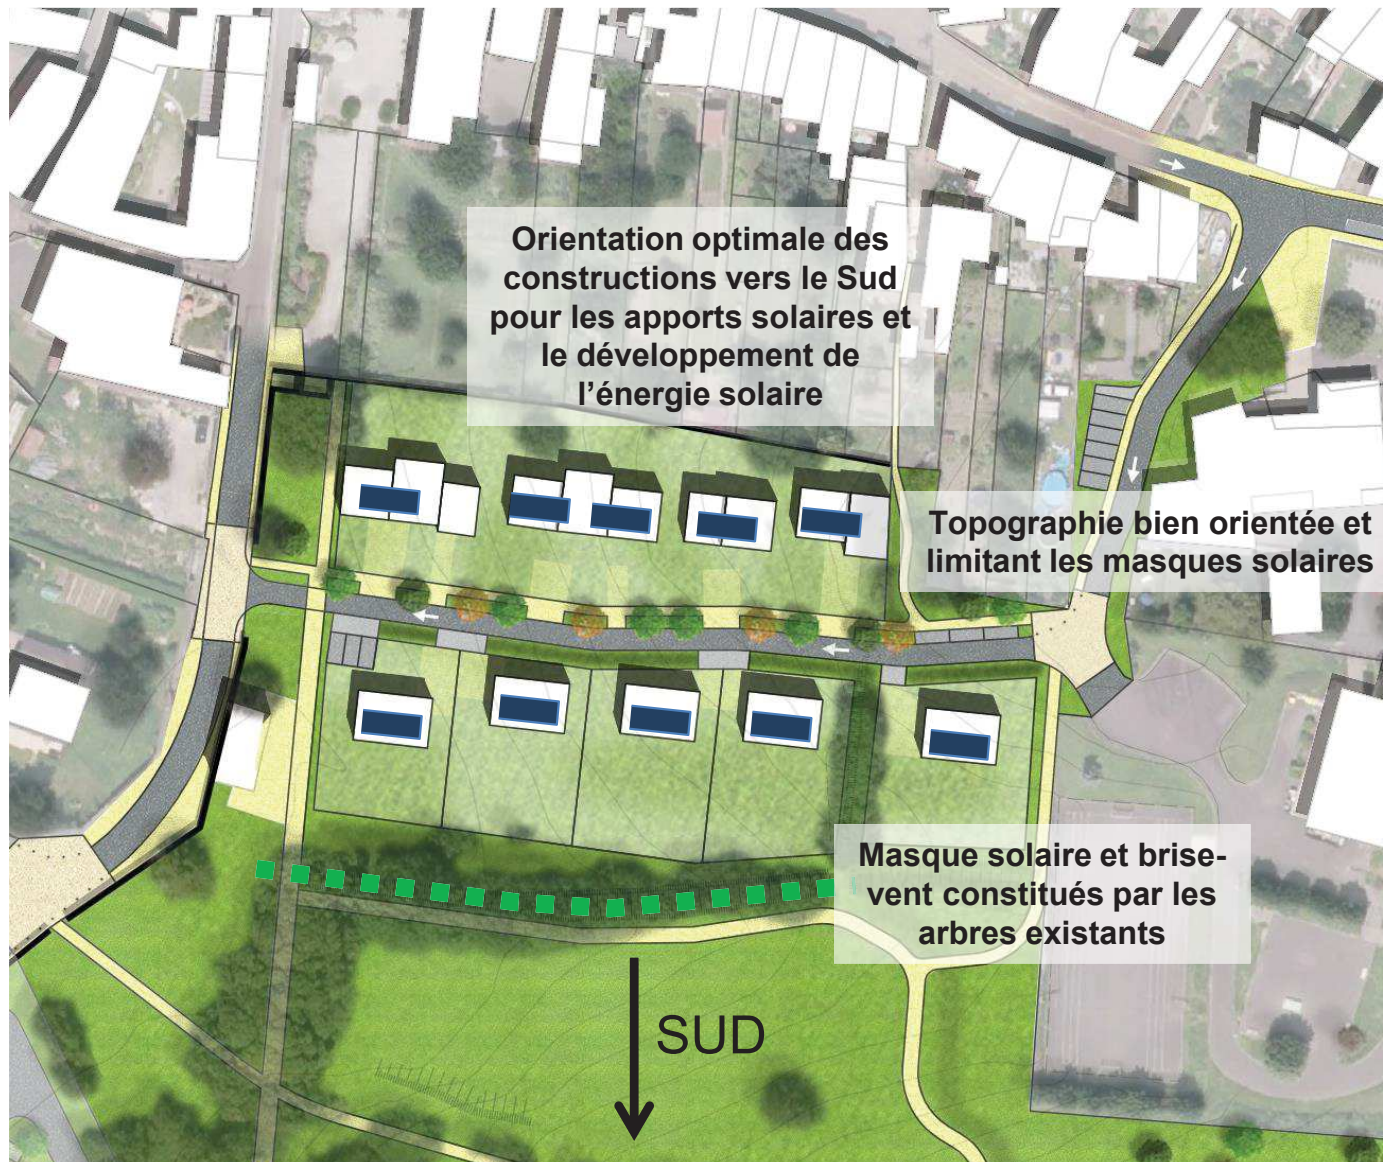 Orientation optimale des
constructions vers le Sud
pour les apports solaires et
le développement de
l’énergie solaire
Topographie bien orientée et
limitant les masques solaires
Masque solaire et brise-
vent constitués par les
arbres existants
SUD